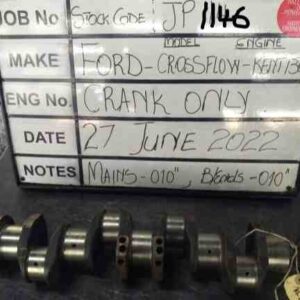 JOB No STOCK CODE JP 1146
MODEL ENGINE
MAKE FORD-CROSSFLOW-KENT
ENG No. CRANK ONLY
DATE 27 JUNE 2022
NOTES MAINS -010", B/ends -010"